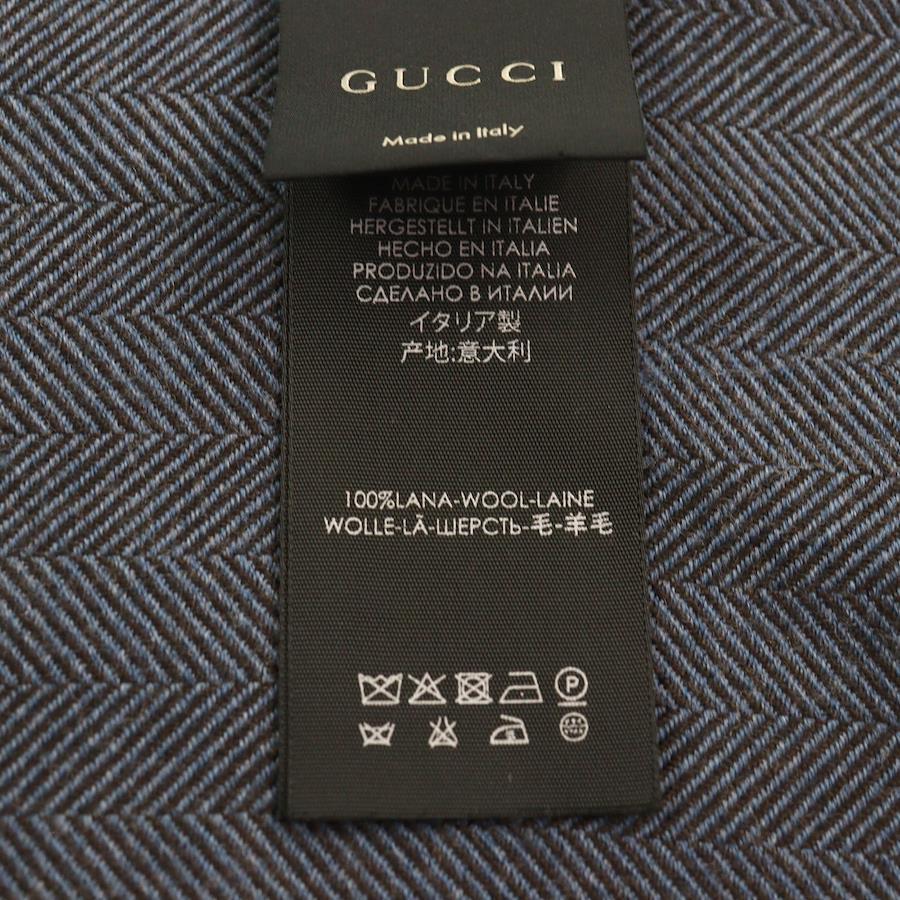 GUCCI
Made in Italy
MADE IN ITALY
FABRIQUE EN ITALIE
HERGESTELLT IN ITALIEN
HECHO EN ITALIA
PRODUZIDO NA ITALIA
СДЕЛАНО В ИТАЛИИ
イタリア製
产地:意大利
100%LANA-WOOL-LAINE
WOLLE-LÃ-ШЕРСТЬ-毛-羊毛
P